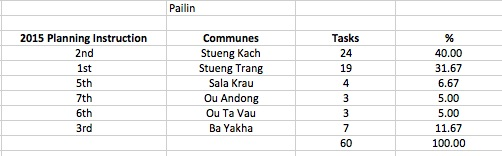 Pailin
2015 Planning Instruction Communes Tasks %
2nd Stueng Kach 24 40.00
1st Stueng Trang 19 31.67
5th Sala Krau 4 6.67
7th Ou Andong 3 5.00
6th Ou Ta Vau 3 5.00
3rd Ba Yakha 7 11.67
60 100.00